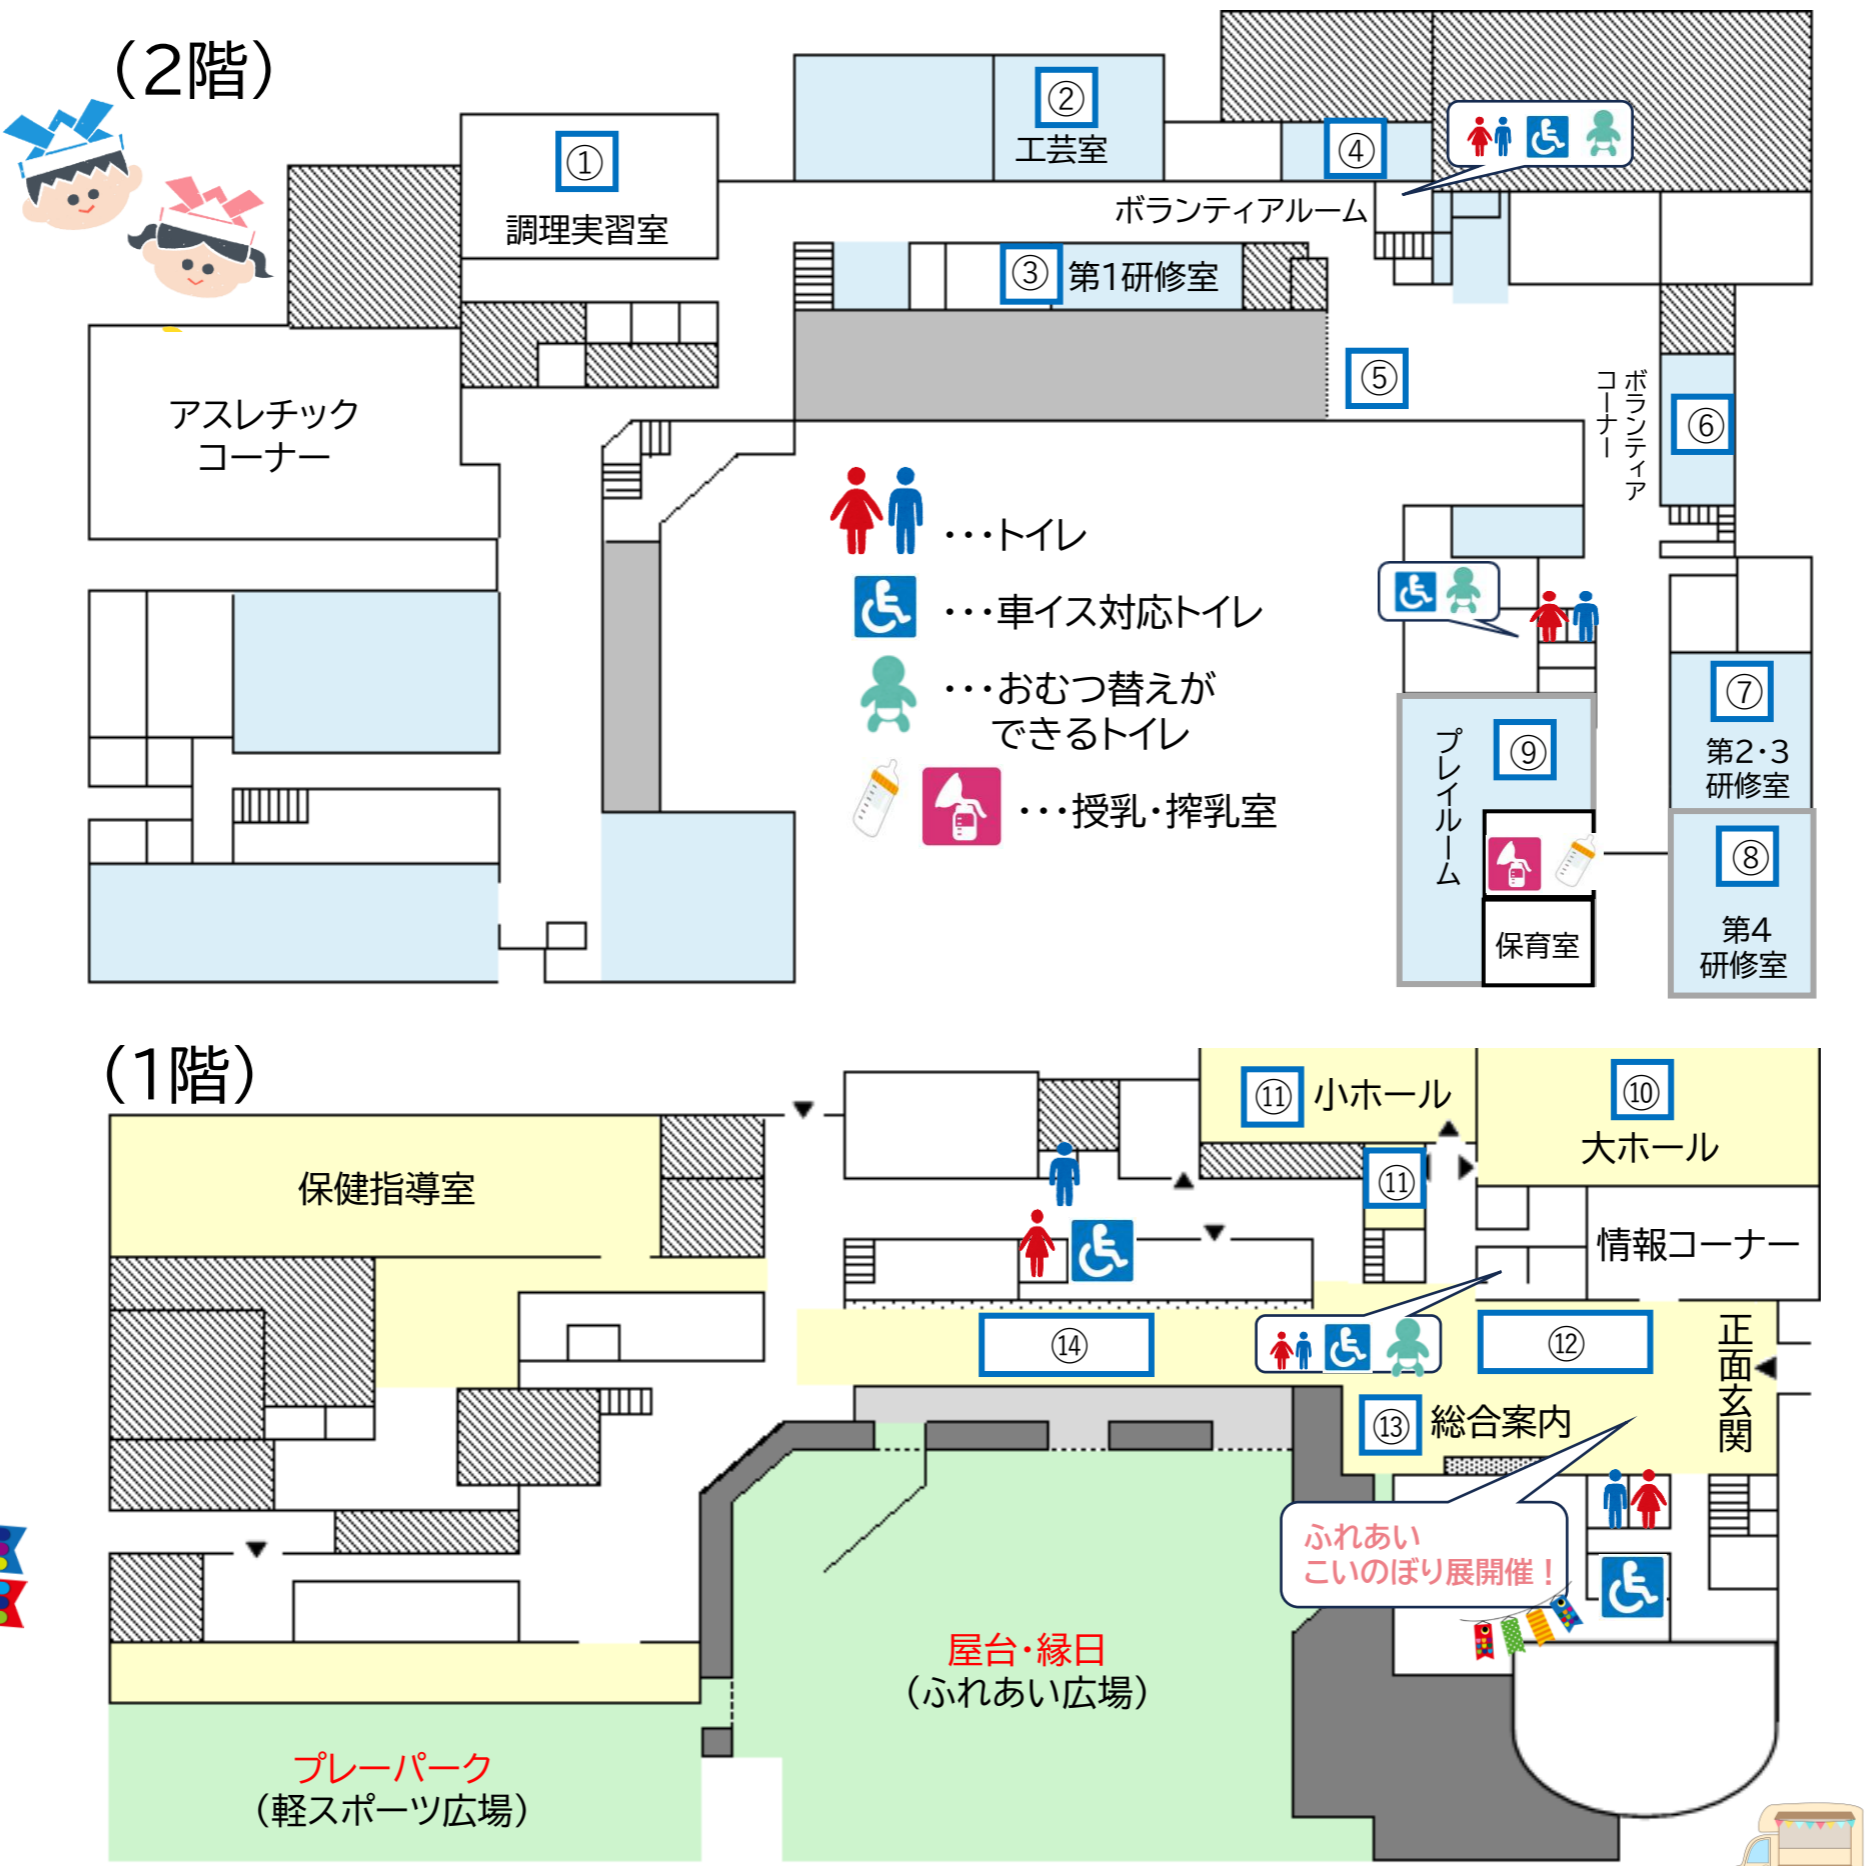 （2階）
①
調理実習室
②
工芸室
④
ボランティアルーム
③ 第1研修室
⑤
アスレチック
コーナー
ボランティア
コーナー
⑥
・・・トイレ
・・・車イス対応トイレ
・・・おむつ替えが
できるトイレ
・・・授乳・搾乳室
⑦
第2・3
研修室
⑨
プレイルーム
⑧
第4
研修室
保育室
（1階）
⑪ 小ホール
⑩
大ホール
保健指導室
⑪
情報コーナー
⑭
⑫
正面玄関
⑬ 総合案内
ふれあい
こいのぼり展開催！
屋台・縁日
（ふれあい広場）
プレーパーク
（軽スポーツ広場）